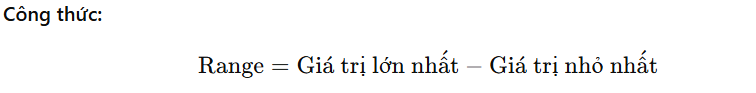 Công thức:
Range = Giá trị lớn nhất − Giá trị nhỏ nhất